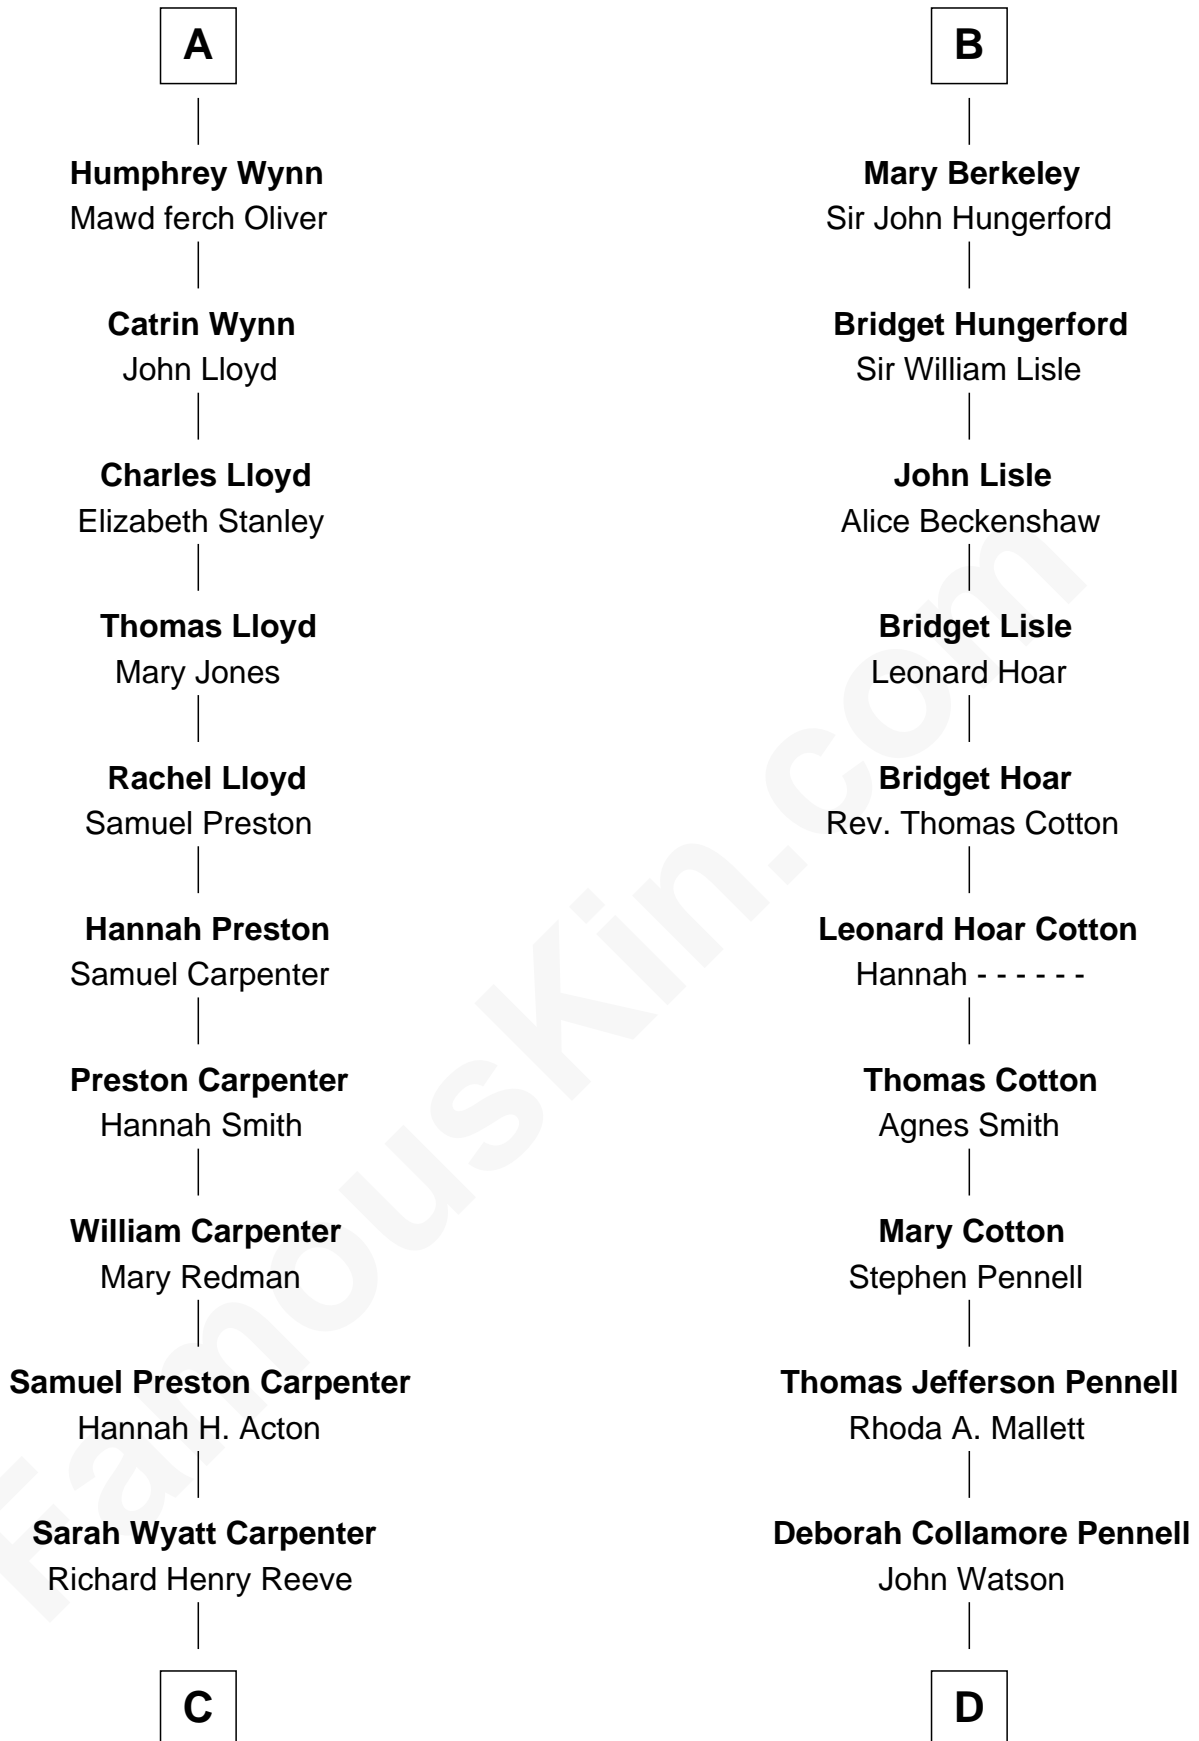 A
Humphrey Wynn
Mawd ferch Oliver
Catrin Wynn
John Lloyd
Charles Lloyd
Elizabeth Stanley
Thomas Lloyd
Mary Jones
Rachel Lloyd
Samuel Preston
Hannah Preston
Samuel Carpenter
Preston Carpenter
Hannah Smith
William Carpenter
Mary Redman
Samuel Preston Carpenter
Hannah H. Acton
Sarah Wyatt Carpenter
Richard Henry Reeve
C
B
Mary Berkeley
Sir John Hungerford
Bridget Hungerford
Sir William Lisle
John Lisle
Alice Beckenshaw
Bridget Lisle
Leonard Hoar
Bridget Hoar
Rev. Thomas Cotton
Leonard Hoar Cotton
Hannah - - - - - -
Thomas Cotton
Agnes Smith
Mary Cotton
Stephen Pennell
Thomas Jefferson Pennell
Rhoda A. Mallett
Deborah Collamore Pennell
John Watson
D
FamousKin.com